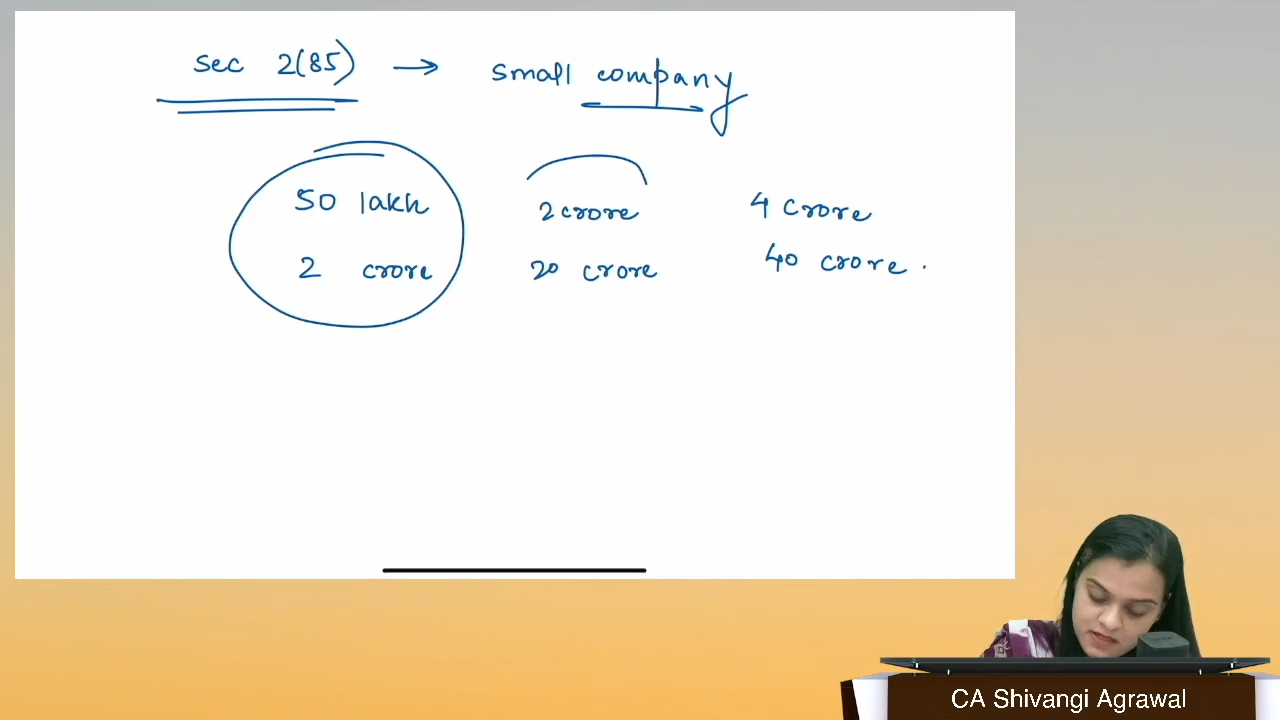 sec 2(85) → small company
50 lakh 2 crore 4 crore
2 crore 20 crore 40 crore.
CA Shivangi Agrawal